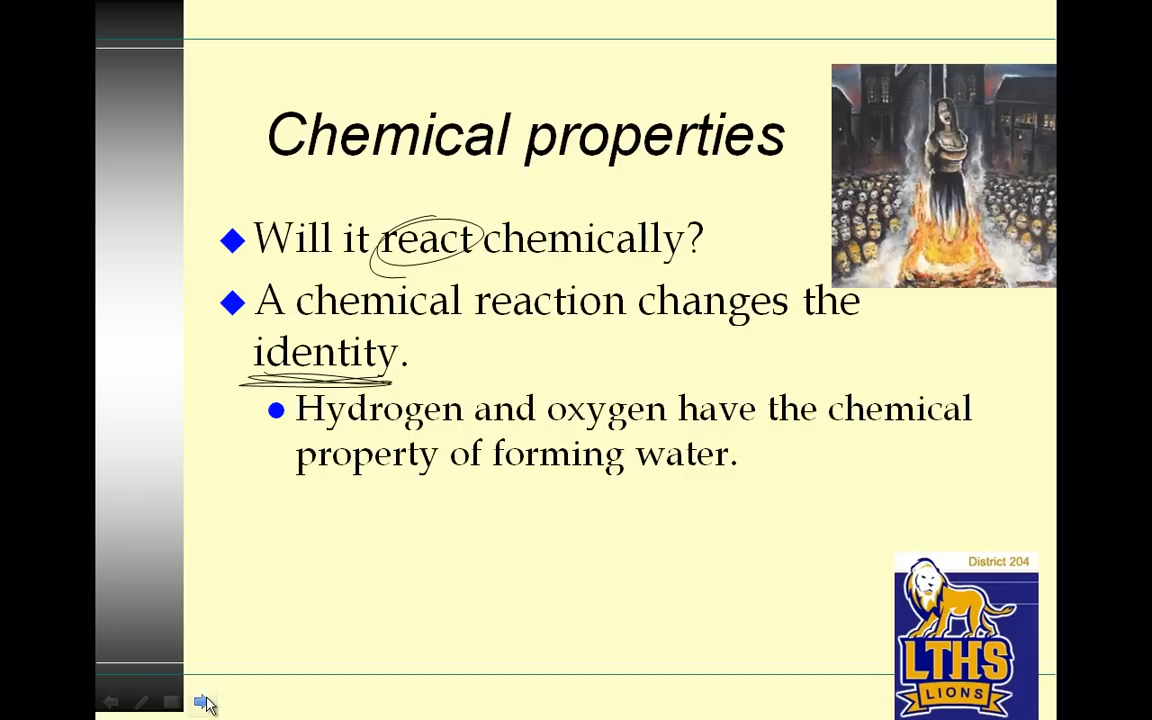 Chemical properties
Will it react chemically?
A chemical reaction changes the
identity.
Hydrogen and oxygen have the chemical
property of forming water.
District 204
LTHS
LIONS